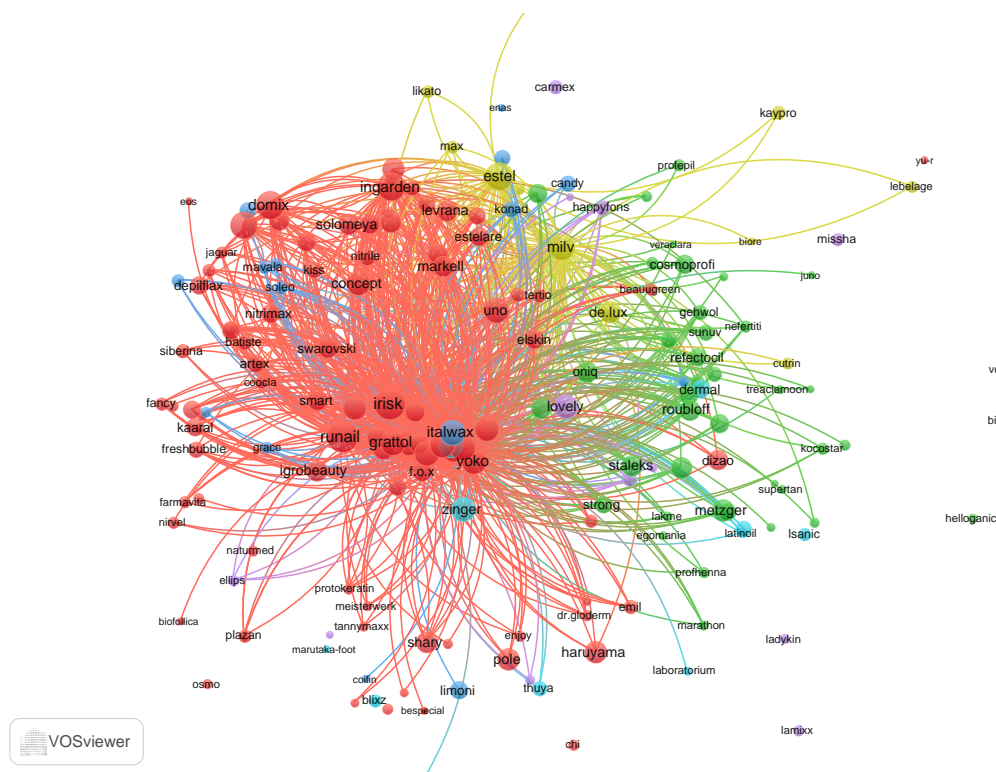 likato
carmex
enas
kaypro
max
profepil
yu-r
estel
candy
lebelage
ingarden
eos
domix
levrana
konad
happyfons
solomeya
estelare
missha
milv
veraclara
biore
jaguar
nitrile
mavala
kiss
markell
cosmoprofi
juno
depilflax
soleo
concept
beauugreen
tertio
nitrimax
uno
de.lux
gehwol
nefertiti
batiste
elskin
sunuv
siberina
swarovski
artex
refectocil
cutrin
coocla
oniq
dermal
treaclemoon
fancy
smart
irisk
lovely
roubloff
kaaral
runail
italwax
freshbubble
grace
grattol
kocostar
igrobeauty
f.o.x
yoko
staleks
dizao
supertan
farmavita
strong
metzger
nirvel
zinger
lakme
helloganic
egomania
latinoil
lsanic
naturmed
ellips
profhenna
protokeratin
meisterwerk
emil
dr.gloderm
biofollica
tannymaxx
marathon
plazan
shary
enjoy
ladykin
marutaka-foot
haruyama
pole
laboratorium
coifin
osmo
limoni
thuya
blixz
bespecial
lamixx
chi
VOSviewer